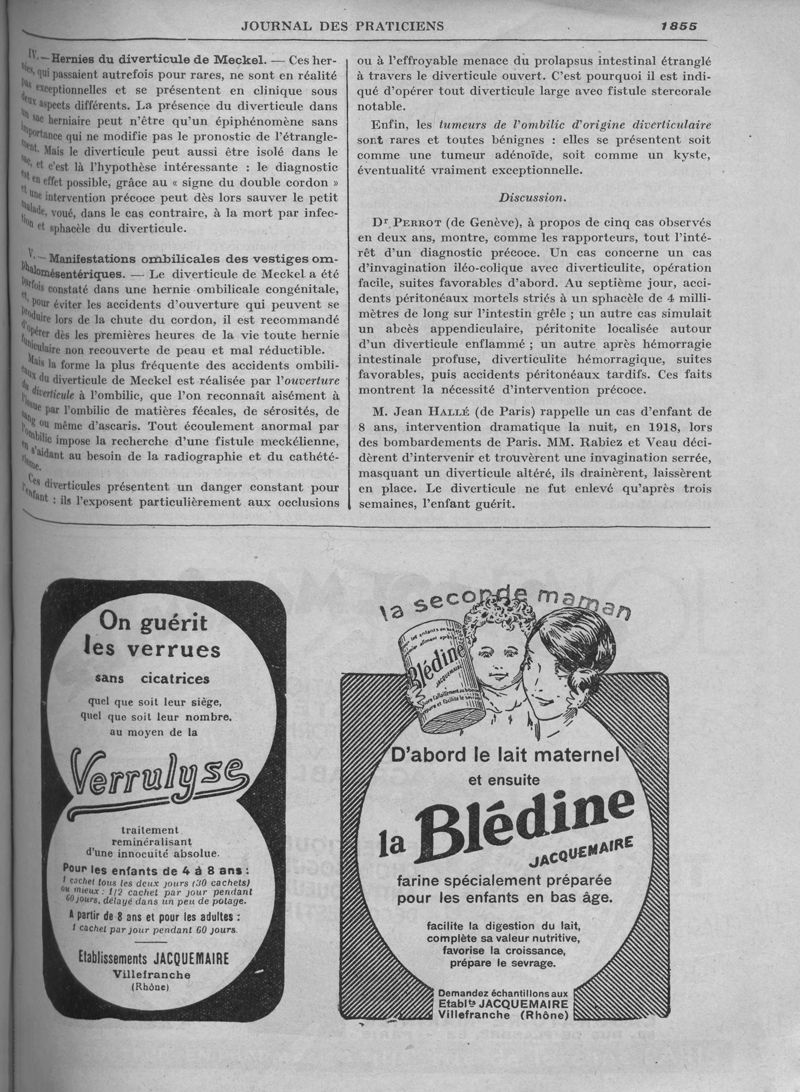 JOURNAL DES PRATICIENS 1855
IV. — Hernies du diverticule de Meckel. — Ces her-
nies, qui passaient autrefois pour rares, ne sont en réalité
pas exceptionnelles et se présentent en clinique sous
deux aspects différents. La présence du diverticule dans
un sac herniaire peut n'être qu'un épiphénomène sans
importance qui ne modifie pas le pronostic de l'étrangle-
ment. Mais le diverticule peut aussi être isolé dans le
sac, et c'est là l'hypothèse intéressante : le diagnostic
est en effet possible, grâce au « signe du double cordon »
et une intervention précoce peut dès lors sauver le petit
malade, voué, dans le cas contraire, à la mort par infec-
tion et sphacèle du diverticule.
V. — Manifestations ombilicales des vestiges om-
phalomésentériques. — Le diverticule de Meckel a été
parfois constaté dans une hernie ombilicale congénitale,
et, pour éviter les accidents d'ouverture qui peuvent se
produire lors de la chute du cordon, il est recommandé
d'opérer dès les premières heures de la vie toute hernie
funiculaire non recouverte de peau et mal réductible.
Mais la forme la plus fréquente des accidents ombili-
caux du diverticule de Meckel est réalisée par l'ouverture
du diverticule à l'ombilic, que l'on reconnaît aisément à
l'issue par l'ombilic de matières fécales, de sérosités, de
sang ou même d'ascaris. Tout écoulement anormal par
l'ombilic impose la recherche d'une fistule meckélienne,
en s'aidant au besoin de la radiographie et du cathété-
risme.
Ces diverticules présentent un danger constant pour
l'enfant : ils l'exposent particulièrement aux occlusions
ou à l'effroyable menace du prolapsus intestinal étranglé
à travers le diverticule ouvert. C'est pourquoi il est indi-
qué d'opérer tout diverticule large avec fistule stercorale
notable.
Enfin, les tumeurs de l'ombilic d'origine diverticulaire
sont rares et toutes bénignes : elles se présentent soit
comme une tumeur adénoïde, soit comme un kyste,
éventualité vraiment exceptionnelle.
Discussion.
Dr PERROT (de Genève), à propos de cinq cas observés
en deux ans, montre, comme les rapporteurs, tout l'inté-
rêt d'un diagnostic précoce. Un cas concerne un cas
d'invagination iléo-colique avec diverticulite, opération
facile, suites favorables d'abord. Au septième jour, acci-
dents péritonéaux mortels striés à un sphacèle de 4 milli-
mètres de long sur l'intestin grêle ; un autre cas simulait
un abcès appendiculaire, péritonite localisée autour
d'un diverticule enflammé ; un autre après hémorragie
intestinale profuse, diverticulite hémorragique, suites
favorables, puis accidents péritonéaux tardifs. Ces faits
montrent la nécessité d'intervention précoce.
M. Jean HALLÉ (de Paris) rappelle un cas d'enfant de
8 ans, intervention dramatique la nuit, en 1918, lors
des bombardements de Paris. MM. Rabiez et Veau déci-
dèrent d'intervenir et trouvèrent une invagination serrée,
masquant un diverticule altéré, ils drainèrent, laissèrent
en place. Le diverticule ne fut enlevé qu'après trois
semaines, l'enfant guérit.
On guérit
les verrues
sans cicatrices
quel que soit leur siège,
quel que soit leur nombre,
au moyen de la
Verrulyse
traitement
reminéralisant
d'une innocuité absolue.
Pour les enfants de 4 à 8 ans :
1 cachet tous les deux jours (30 cachets)
ou mieux : 1/2 cachet par jour pendant
60 jours, délayé dans un peu de potage.
A partir de 8 ans et pour les adultes :
1 cachet par jour pendant 60 jours.
Etablissements JACQUEMAIRE
Villefranche
(Rhône)
la seconde maman
Blédine
JACQUEMAIRE
D'abord le lait maternel
et ensuite
la Blédine
JACQUEMAIRE
farine spécialement préparée
pour les enfants en bas âge.
facilite la digestion du lait,
complète sa valeur nutritive,
favorise la croissance,
prépare le sevrage.
Demandez échantillons aux
Etablts JACQUEMAIRE
Villefranche (Rhône)